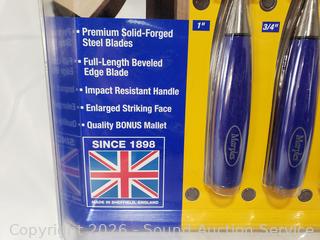 1"
3/4"
• Premium Solid-Forged
Steel Blades
• Full-Length Beveled
Edge Blade
• Impact Resistant Handle
• Enlarged Striking Face
• Quality BONUS Mallet
SINCE 1898
MADE IN SHEFFIELD, ENGLAND
Marples
Marples
Copyright 2026 - Sound Auction Service